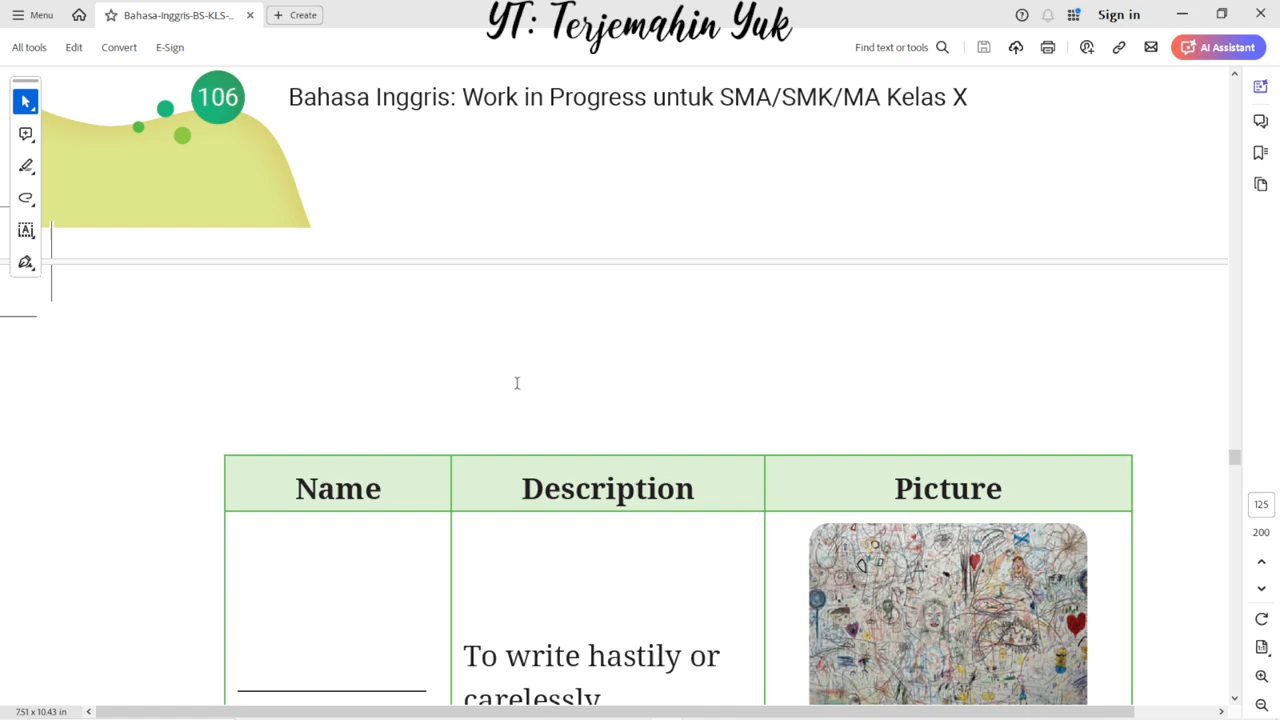 Menu
Bahasa-Inggris-BS-KLS-...
Create
YT: Terjemahin Yuk
Sign in
All tools
Edit
Convert
E-Sign
Find text or tools
AI Assistant
106
Bahasa Inggris: Work in Progress untuk SMA/SMK/MA Kelas X
Name
Description
Picture
To write hastily or
carelessly
125
200
7.51 x 10.43 in